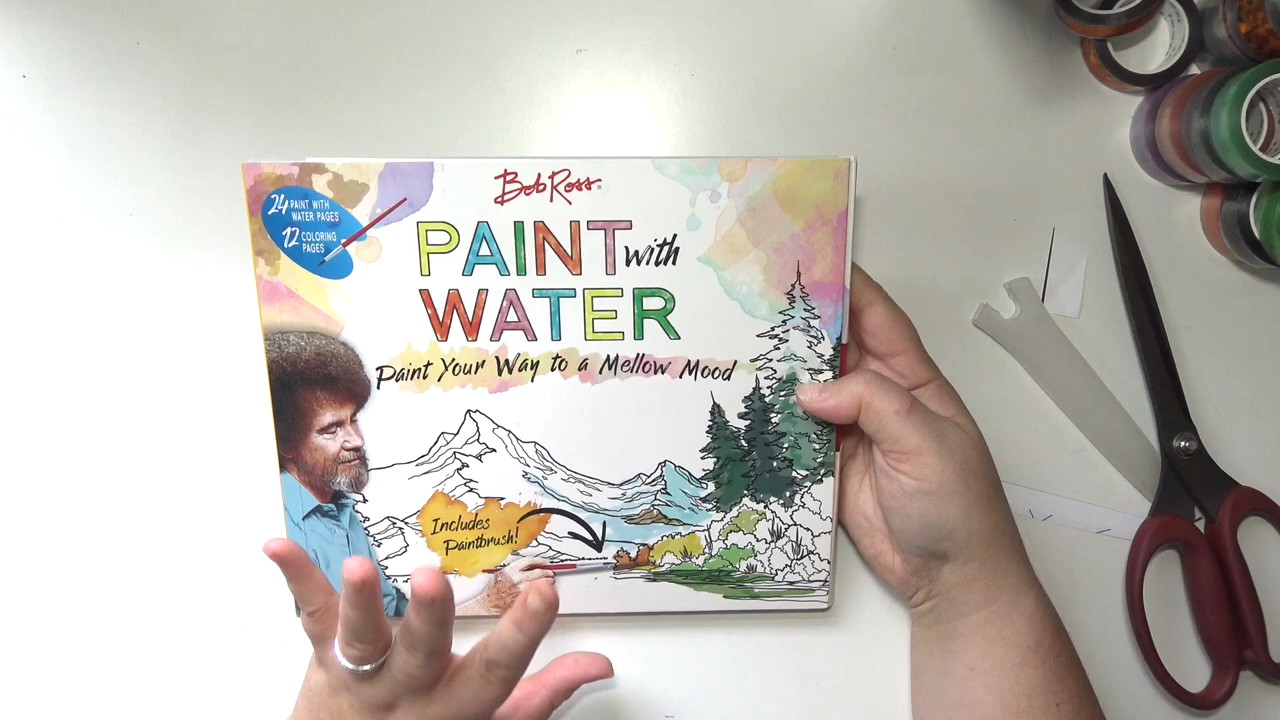 Bob Ross®
24 PAINT WITH
WATER PAGES
12 COLORING
PAGES
PAINT with
WATER
Paint Your Way to a Mellow Mood
Includes
Paintbrush!